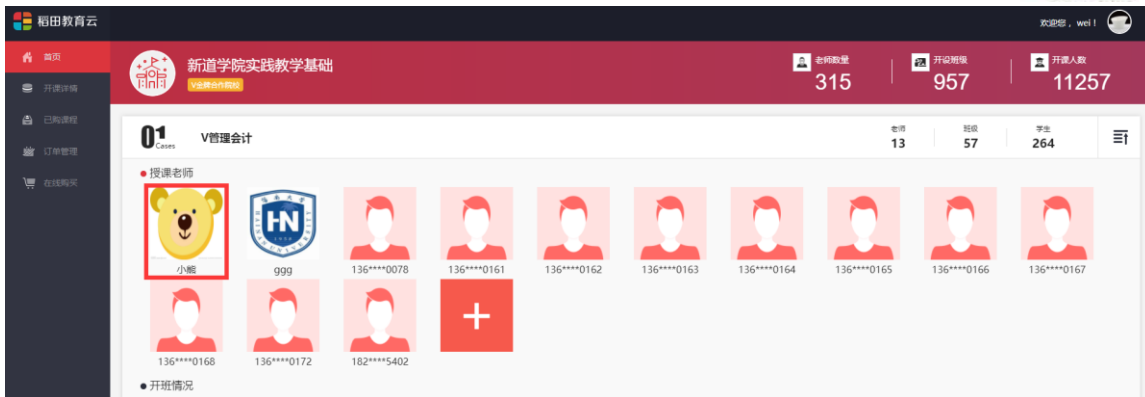 稻田教育云
欢迎您，wei！
首页
开课详情
已购课程
订单管理
在线购买
新道学院实践教学基础
V全牌合作院校
老师数量
315
开设班级
957
开课人数
11257
01
Cases
V管理会计
老师
13
班级
57
学生
264
授课老师
小熊
ggg
136****0078
136****0161
136****0162
136****0163
136****0164
136****0165
136****0166
136****0167
136****0168
136****0172
182****5402
开班情况